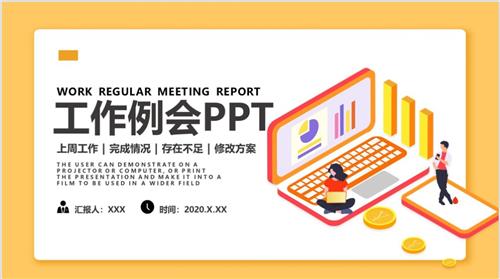 WORK REGULAR MEETING REPORT
工作例会PPT
上周工作 | 完成情况 | 存在不足 | 修改方案
THE USER CAN DEMONSTRATE ON A
PROJECTOR OR COMPUTER, OR PRINT
THE PRESENTATION AND MAKE IT INTO A
FILM TO BE USED IN A WIDER FIELD
汇报人：XXX 时间：2020.X.XX